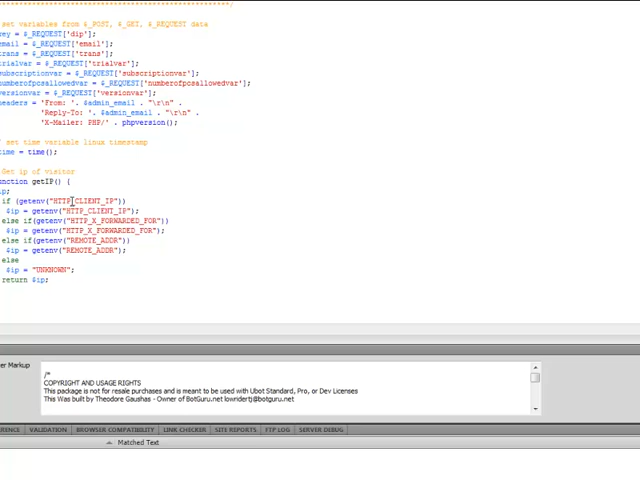 **********************************************/
set variables from $_POST, $_GET, $_REQUEST data
key = $_REQUEST['dip'];
email = $_REQUEST['email'];
trans = $_REQUEST['trans'];
trialvar = $_REQUEST['trialvar'];
subscriptionvar = $_REQUEST['subscriptionvar'];
numberofpcsallowedvar = $_REQUEST['numberofpcsallowedvar'];
versionvar = $_REQUEST['versionvar'];
headers = 'From: '. $admin_email . "\r\n" .
'Reply-To: '. $admin_email . "\r\n" .
'X-Mailer: PHP/' . phpversion();
/ set time variable linux timestamp
time = time();
Get ip of visitor
function getIP() {
ip;
if (getenv("HTTP_CLIENT_IP"))
$ip = getenv("HTTP_CLIENT_IP");
else if(getenv("HTTP_X_FORWARDED_FOR"))
$ip = getenv("HTTP_X_FORWARDED_FOR");
else if(getenv("REMOTE_ADDR"))
$ip = getenv("REMOTE_ADDR");
else
$ip = "UNKNOWN";
return $ip;
er Markup
/*
COPYRIGHT AND USAGE RIGHTS
This package is not for resale purchases and is meant to be used with Ubot Standard, Pro, or Dev Licenses
This Was built by Theodore Gaushas - Owner of BotGuru.net lowridertj@botguru.net
RENCE VALIDATION BROWSER COMPATIBILITY LINK CHECKER SITE REPORTS FTP LOG SERVER DEBUG
Matched Text